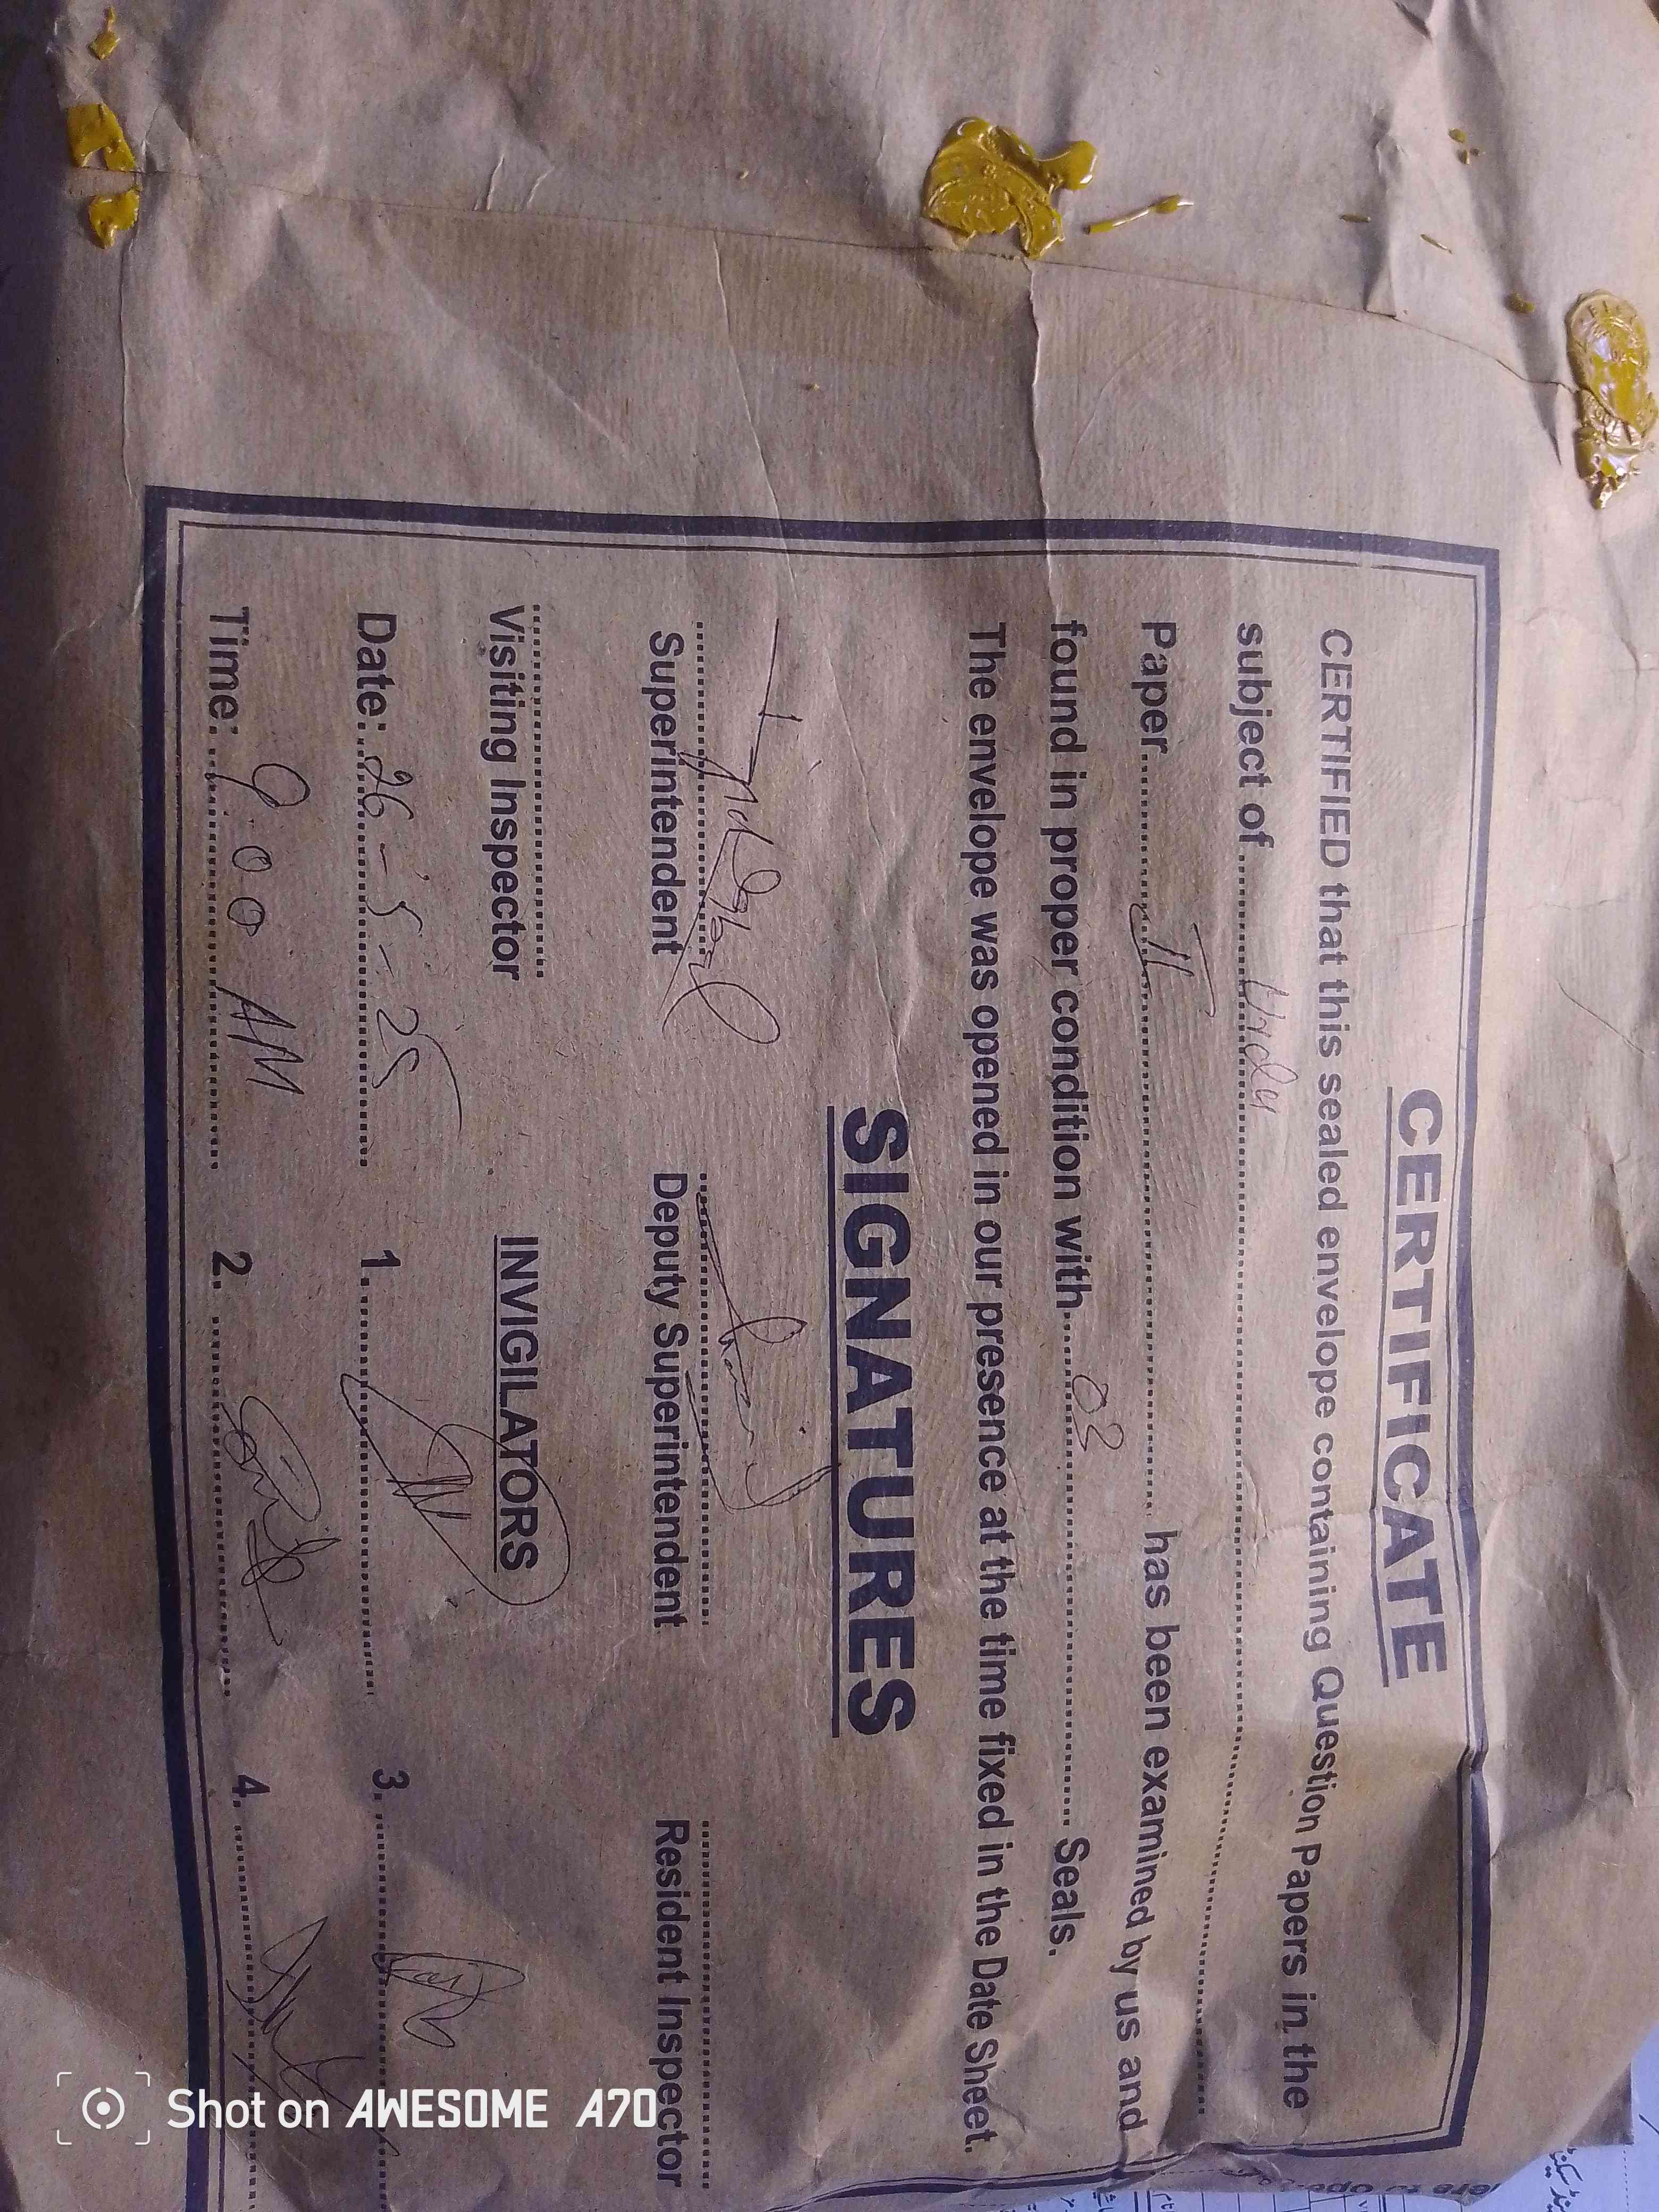 CERTIFICATE
CERTIFIED that this sealed envelope containing Question Papers in the
subject of Urdu
Paper II has been examined by us and
found in proper condition with 03 Seals.
The envelope was opened in our presence at the time fixed in the Date Sheet.
SIGNATURES
Superintendent Deputy Superintendent Resident Inspector
Visiting Inspector INVIGILATORS
Date: 26-5-25 1. 3.
Time: 9:00 AM 2. 4.
Shot on AWESOME A70